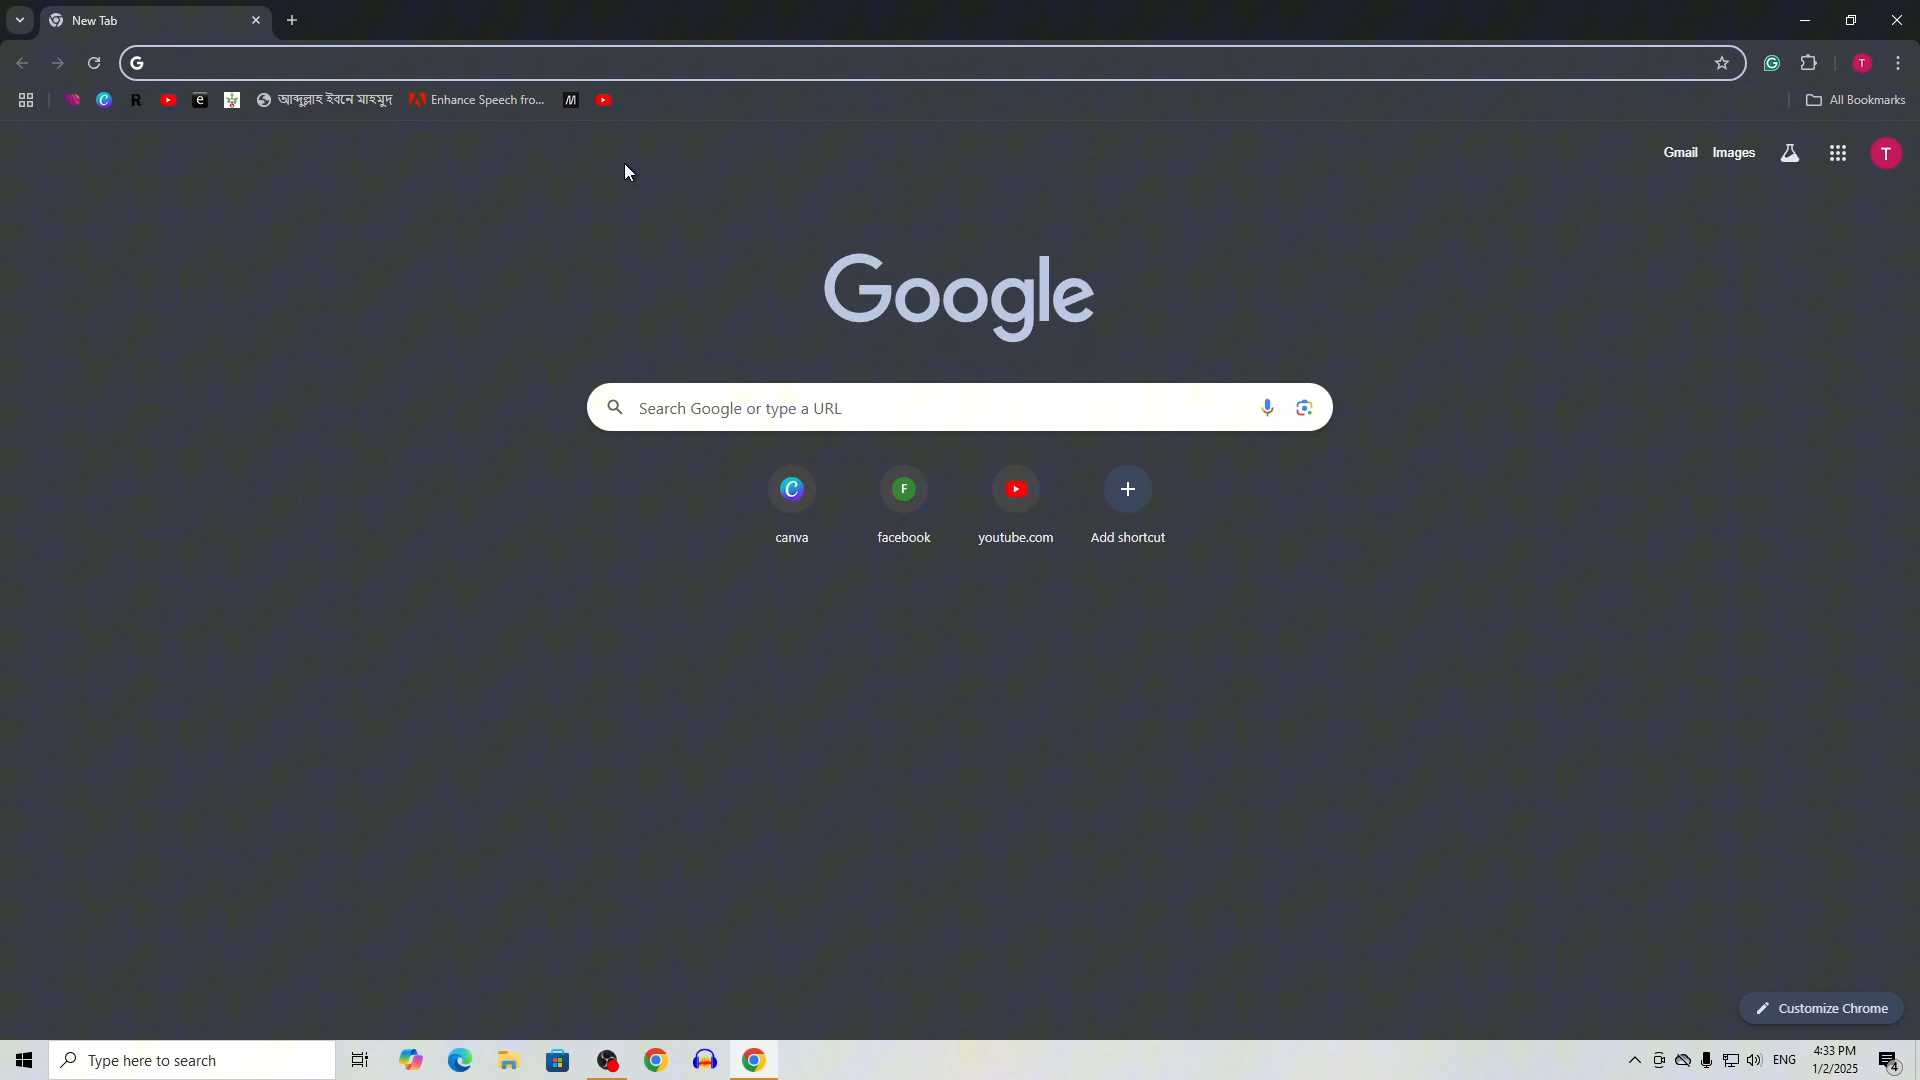 New Tab
আব্দুল্লাহ ইবনে মাহমুদ
Enhance Speech fro...
All Bookmarks
Gmail
Images
T
Google
Search Google or type a URL
F
canva
facebook
youtube.com
Add shortcut
Customize Chrome
Type here to search
ENG
4:33 PM
1/2/2025
4